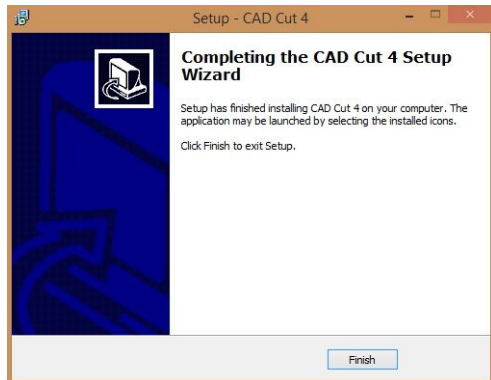 Setup - CAD Cut 4
Completing the CAD Cut 4 Setup
Wizard
Setup has finished installing CAD Cut 4 on your computer. The
application may be launched by selecting the installed icons.
Click Finish to exit Setup.
Finish